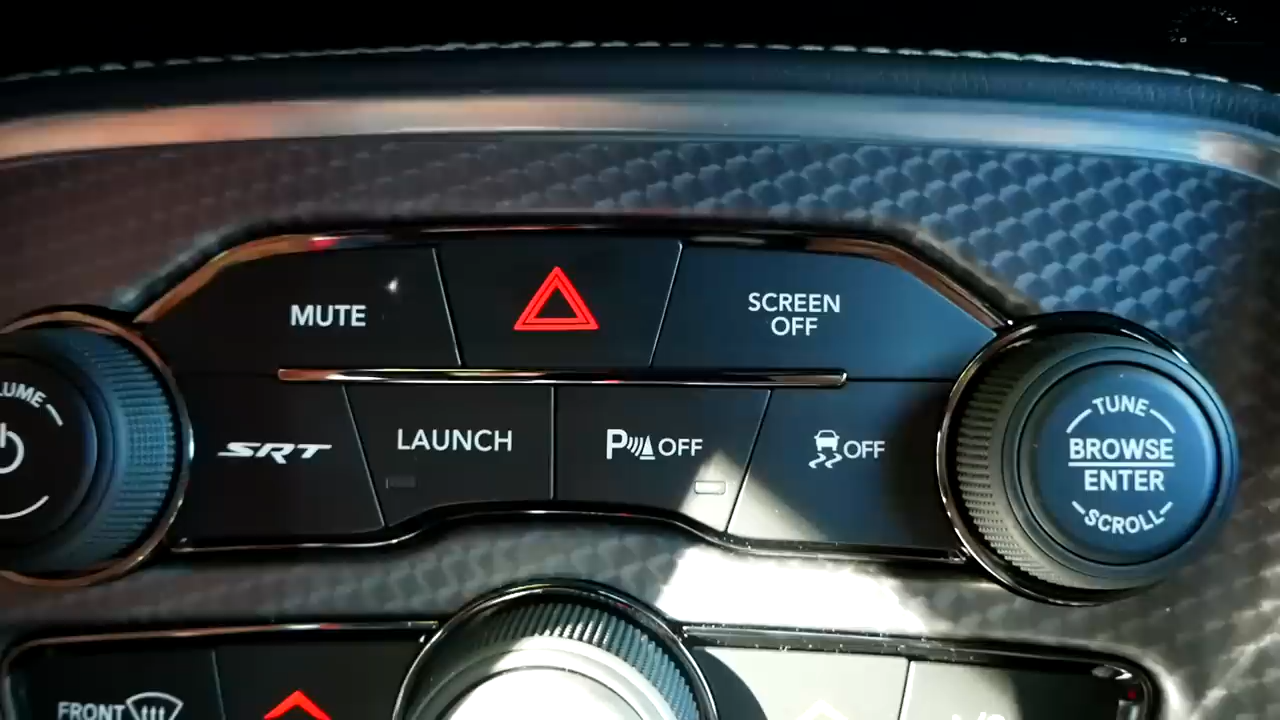 MUTE
SCREEN
OFF
SRT
LAUNCH
P OFF
OFF
TUNE
BROWSE
ENTER
SCROLL
FRONT